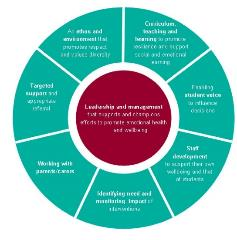 Leadership and management
that supports and champions
efforts to promote emotional health
and wellbeing
Curriculum,
teaching and
learning to promote
resilience and support
social and emotional
learning
Enabling
student voice
to influence
decisions
Staff
development
to support their own
wellbeing and that
of students
Identifying need and
monitoring impact of
interventions
Working with
parents/carers
Targeted
support and
appropriate
referral
An ethos and
environment that
promotes respect
and values diversity